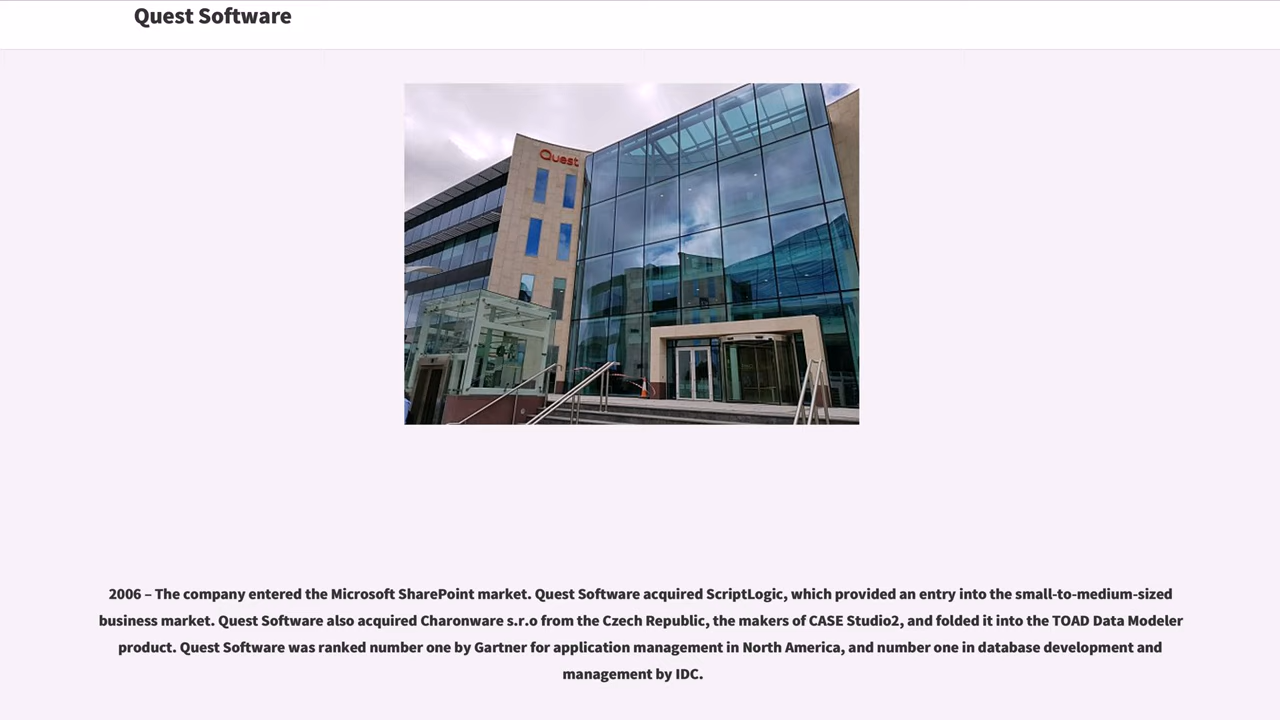 Quest Software
Quest
2006 – The company entered the Microsoft SharePoint market. Quest Software acquired ScriptLogic, which provided an entry into the small-to-medium-sized
business market. Quest Software also acquired Charonware s.r.o from the Czech Republic, the makers of CASE Studio2, and folded it into the TOAD Data Modeler
product. Quest Software was ranked number one by Gartner for application management in North America, and number one in database development and
management by IDC.